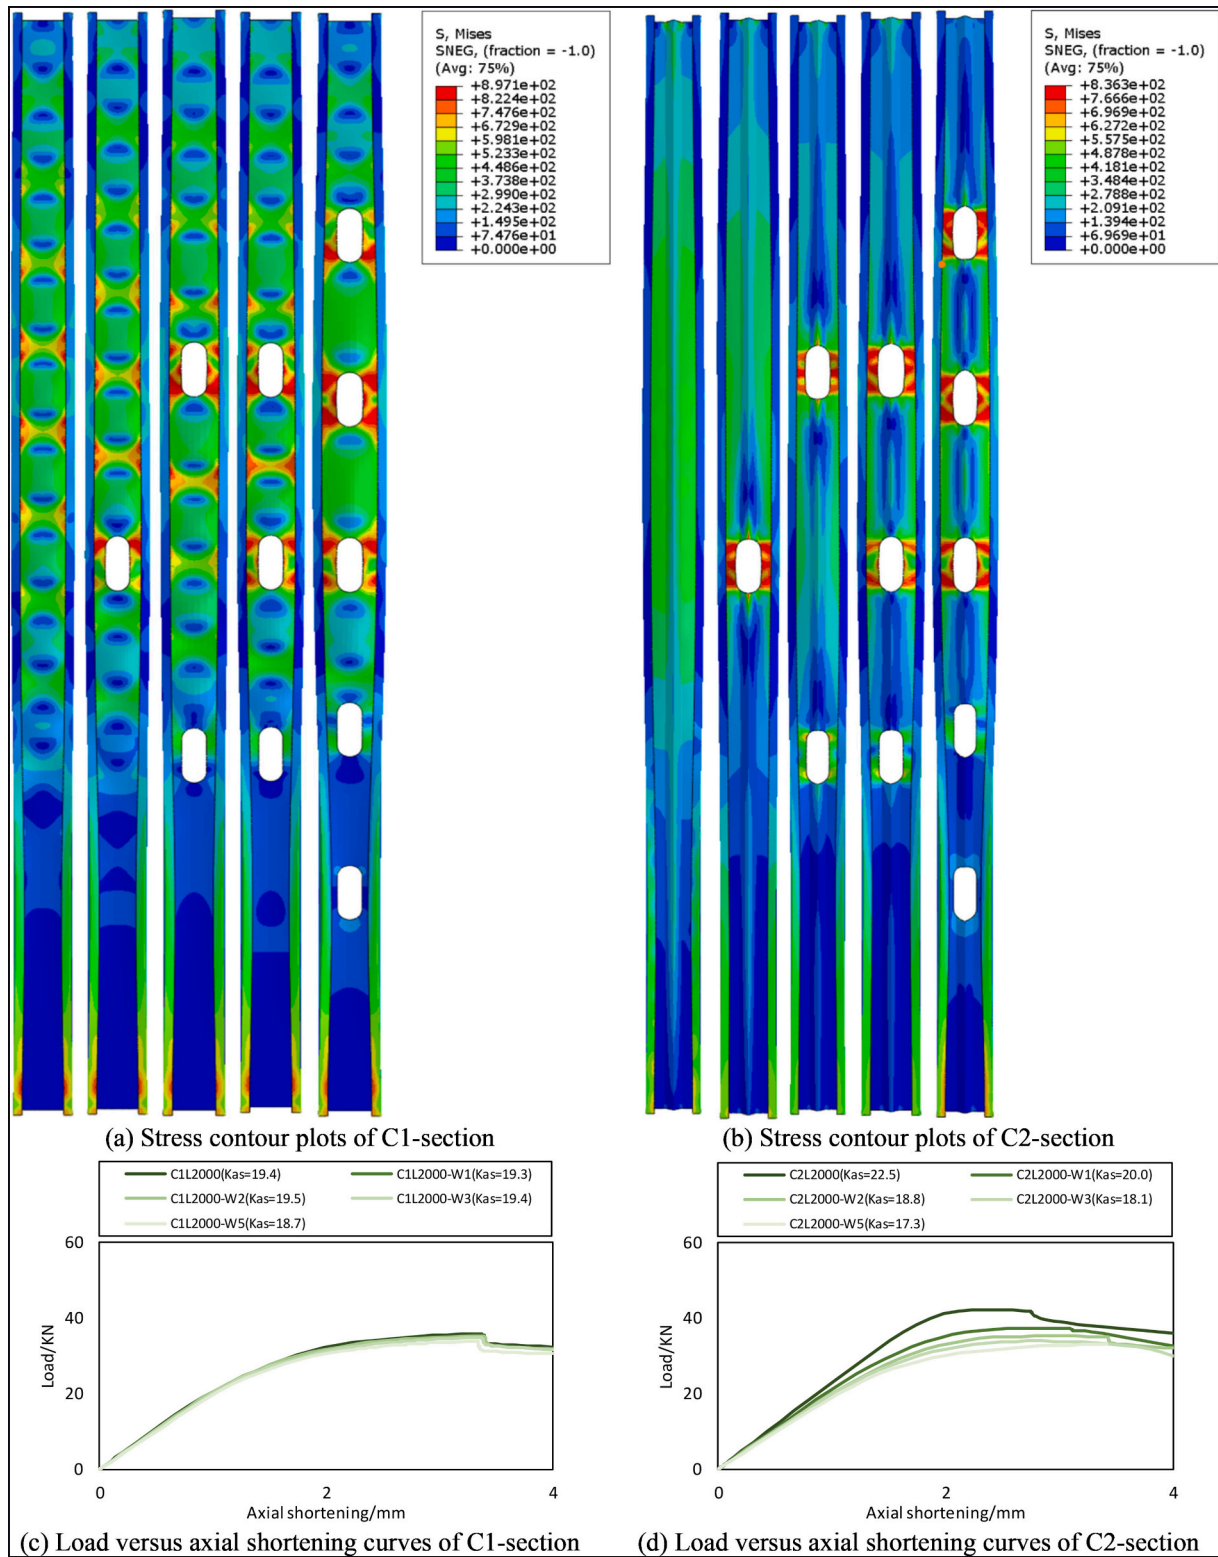 S, Mises
SNEG, (fraction = -1.0)
(Avg: 75%)
+8.971e+02
+8.224e+02
+7.476e+02
+6.729e+02
+5.981e+02
+5.233e+02
+4.486e+02
+3.738e+02
+2.990e+02
+2.243e+02
+1.495e+02
+7.476e+01
+0.000e+00
S, Mises
SNEG, (fraction = -1.0)
(Avg: 75%)
+8.363e+02
+7.666e+02
+6.969e+02
+6.272e+02
+5.575e+02
+4.878e+02
+4.181e+02
+3.484e+02
+2.788e+02
+2.091e+02
+1.394e+02
+6.969e+01
+0.000e+00
(a) Stress contour plots of C1-section
(b) Stress contour plots of C2-section
C1L2000(Kas=19.4)
C1L2000-W1(Kas=19.3)
C1L2000-W2(Kas=19.5)
C1L2000-W3(Kas=19.4)
C1L2000-W5(Kas=18.7)
60
40
20
0
Load/KN
0
2
4
Axial shortening/mm
C2L2000(Kas=22.5)
C2L2000-W1(Kas=20.0)
C2L2000-W2(Kas=18.8)
C2L2000-W3(Kas=18.1)
C2L2000-W5(Kas=17.3)
60
40
20
0
Load/KN
0
2
4
Axial shortening/mm
(c) Load versus axial shortening curves of C1-section
(d) Load versus axial shortening curves of C2-section